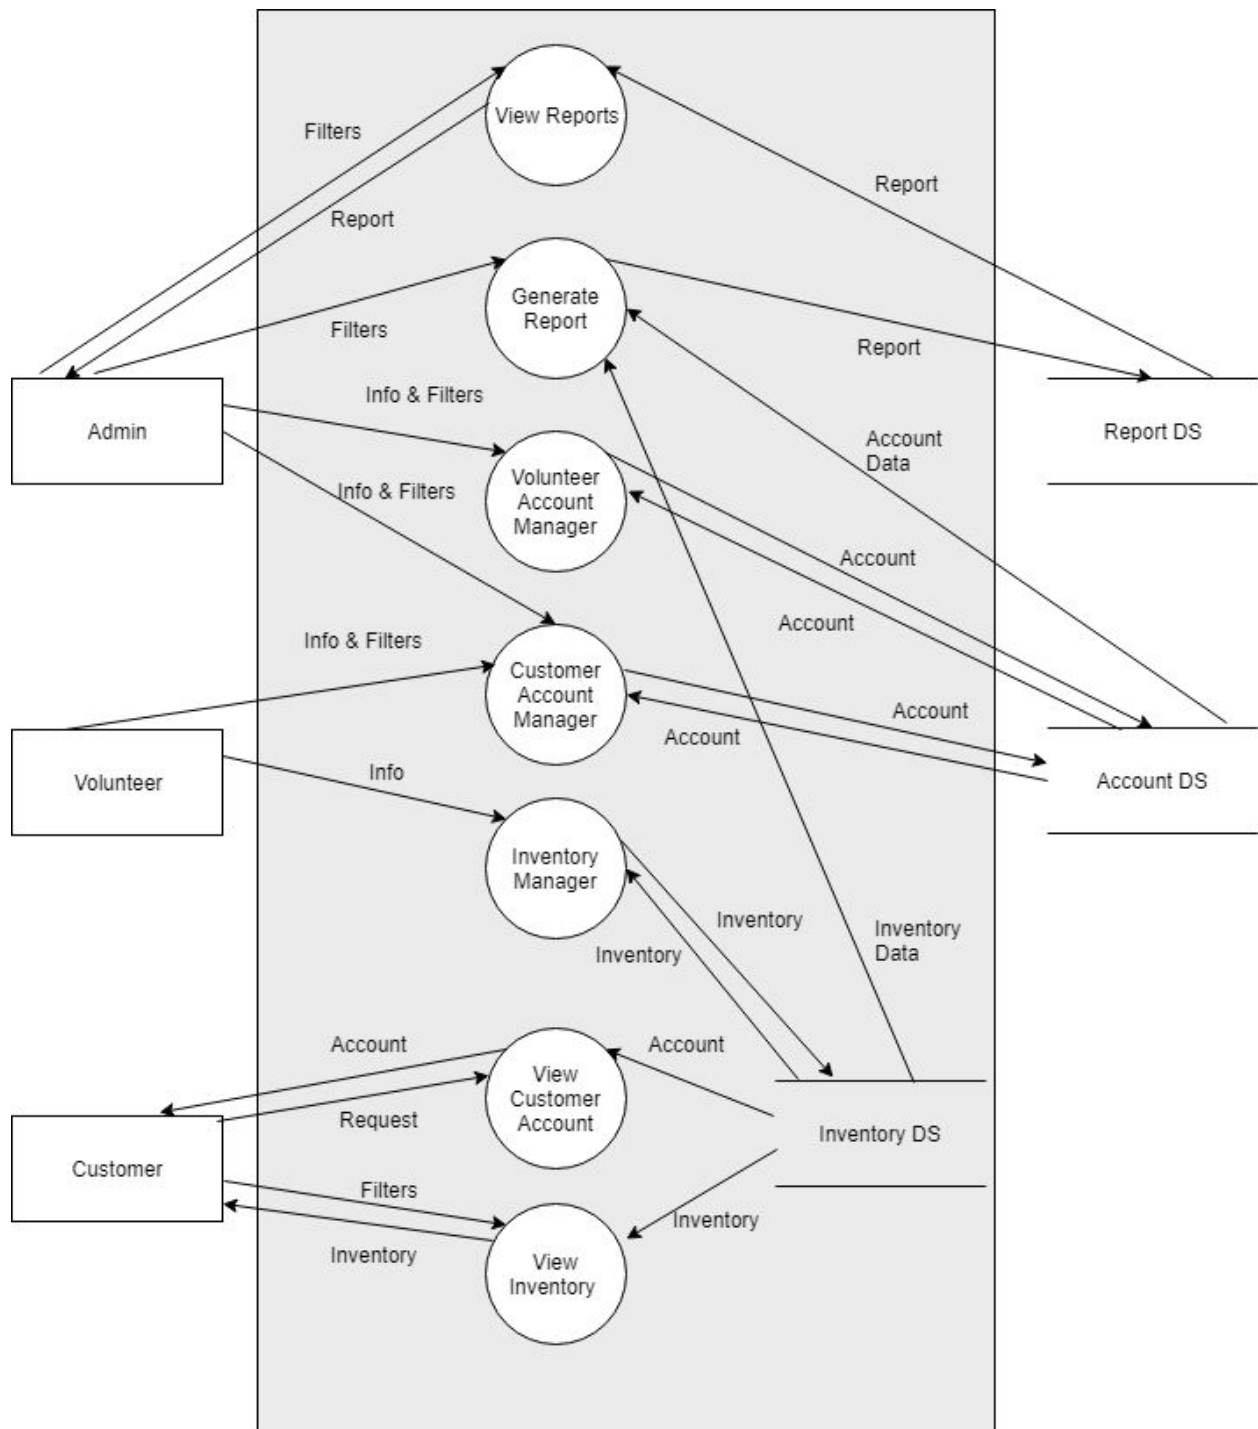 View Reports
Filters
Report
Report
Generate
Report
Filters
Report
Info & Filters
Admin
Report DS
Account
Data
Volunteer
Account
Manager
Info & Filters
Account
Account
Info & Filters
Customer
Account
Manager
Account
Account
Volunteer
Info
Account DS
Inventory
Manager
Inventory
Inventory
Inventory
Data
Account
Account
View
Customer
Account
Request
Inventory DS
Customer
Filters
Inventory
Inventory
View
Inventory